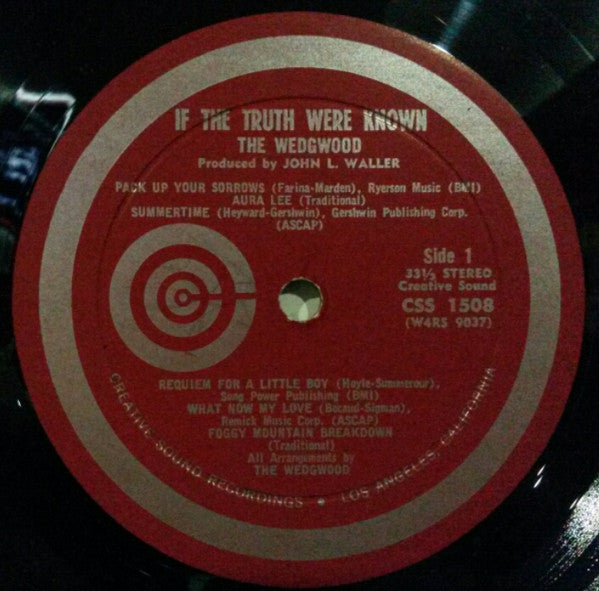 IF THE TRUTH WERE KNOWN
THE WEDGWOOD
Produced by JOHN L. WALLER
PACK UP YOUR SORROWS (Farina-Marden), Ryerson Music (BMI)
AURA LEE (Traditional)
SUMMERTIME (Heyward-Gershwin), Gershwin Publishing Corp.
(ASCAP)
Side 1
33⅓ STEREO
Creative Sound
CSS 1508
(W4RS 9037)
REQUIEM FOR A LITTLE BOY (Hoyle-Summerour),
Song Power Publishing (BMI)
WHAT NOW MY LOVE (Becaud-Sigman),
Remick Music Corp. (ASCAP)
FOGGY MOUNTAIN BREAKDOWN
(Traditional)
All Arrangements by
THE WEDGWOOD
CREATIVE SOUND RECORDINGS • LOS ANGELES, CALIFORNIA